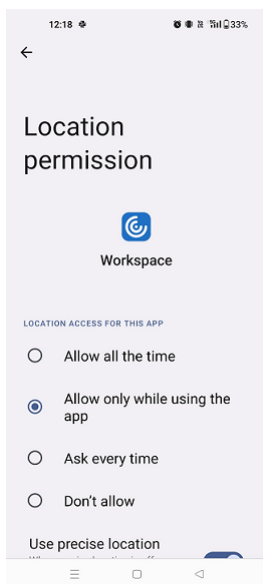 12:18
33%
Location
permission
Workspace
LOCATION ACCESS FOR THIS APP
Allow all the time
Allow only while using the
app
Ask every time
Don't allow
Use precise location